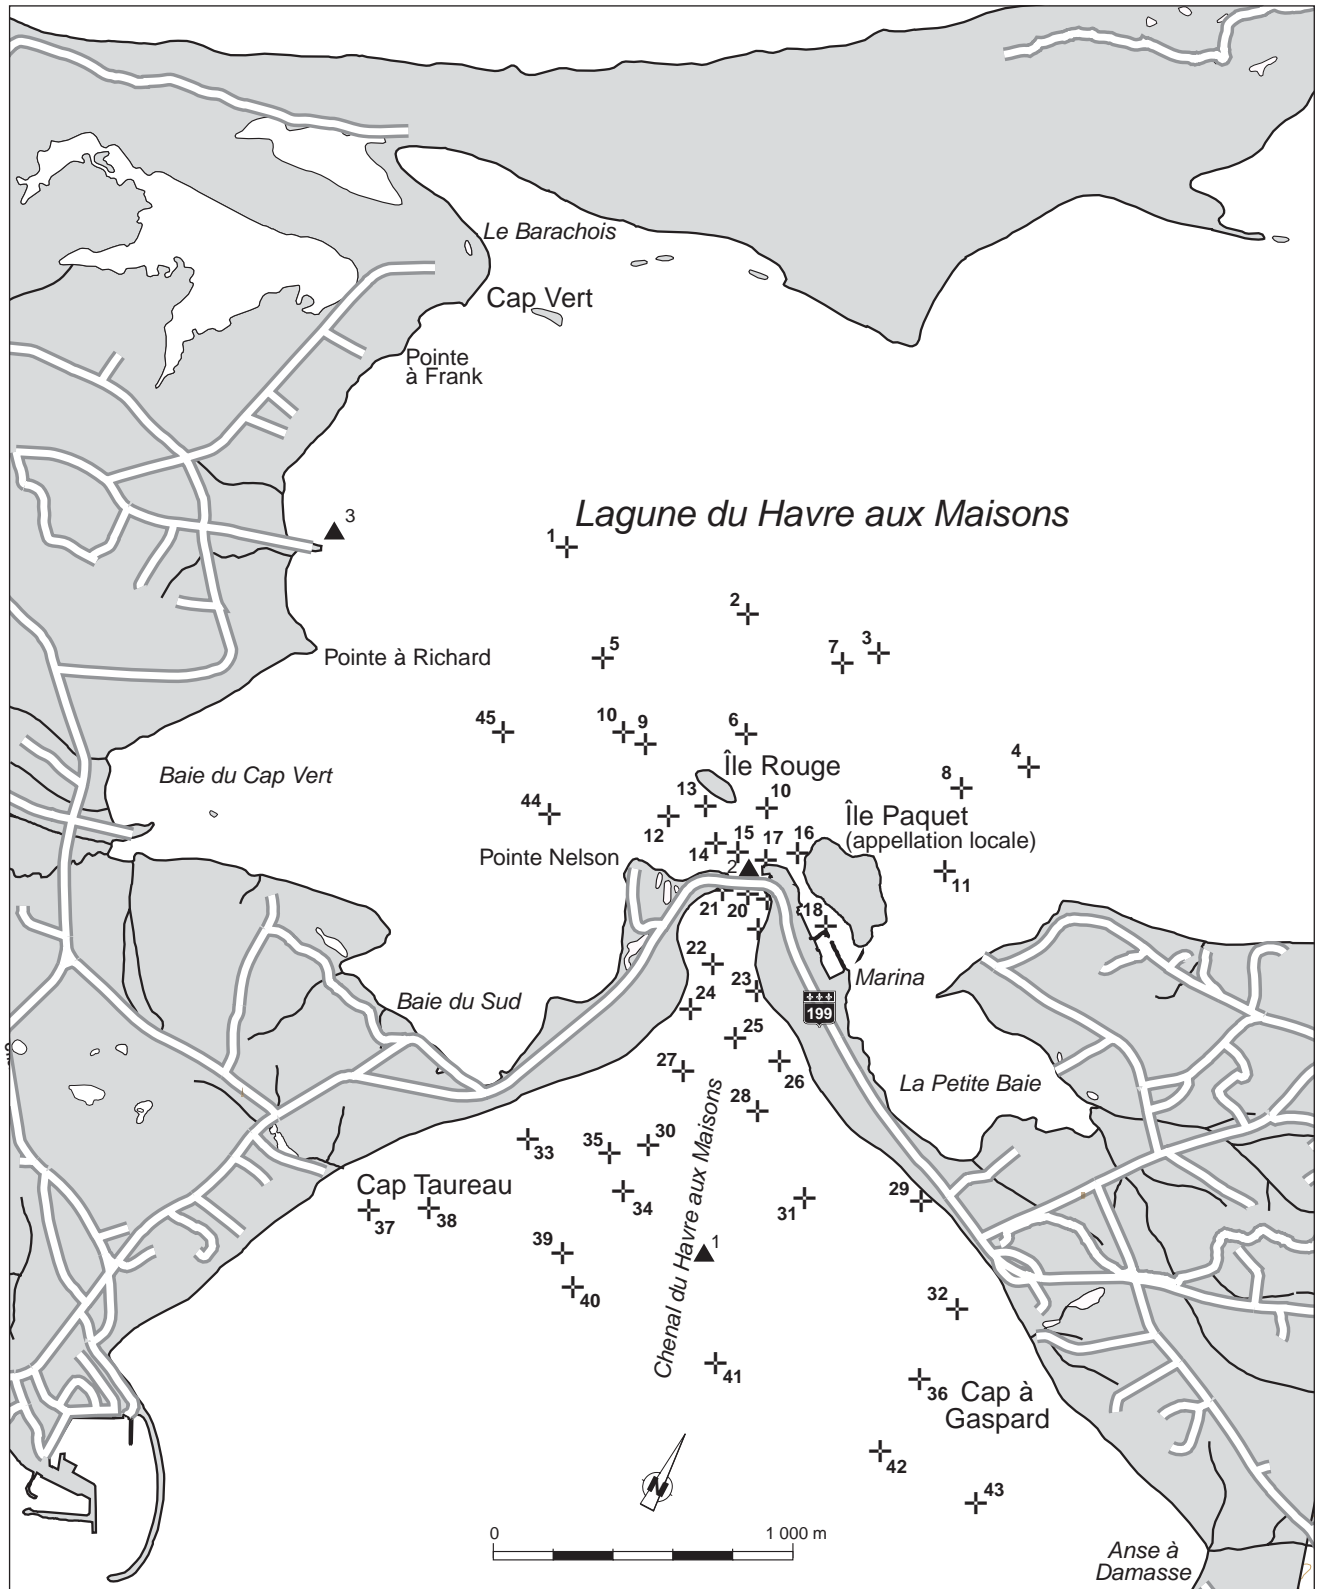 Le Barachois
Cap Vert
Pointe
à Frank
3
Lagune du Havre aux Maisons
1
2
3
7
5
Pointe à Richard
45
10
9
6
4
8
Île Rouge
Baie du Cap Vert
13
10
44
12
Île Paquet
(appellation locale)
14
15
17
16
Pointe Nelson
2
11
21
20
18
22
23
Marina
24
199
Baie du Sud
25
27
26
La Petite Baie
28
Chenal du Havre aux Maisons
33
35
30
Cap Taureau
34
31
29
37
38
39
1
40
32
41
36
Cap à
Gaspard
42
43
N
0
1 000 m
Anse à
Damasse